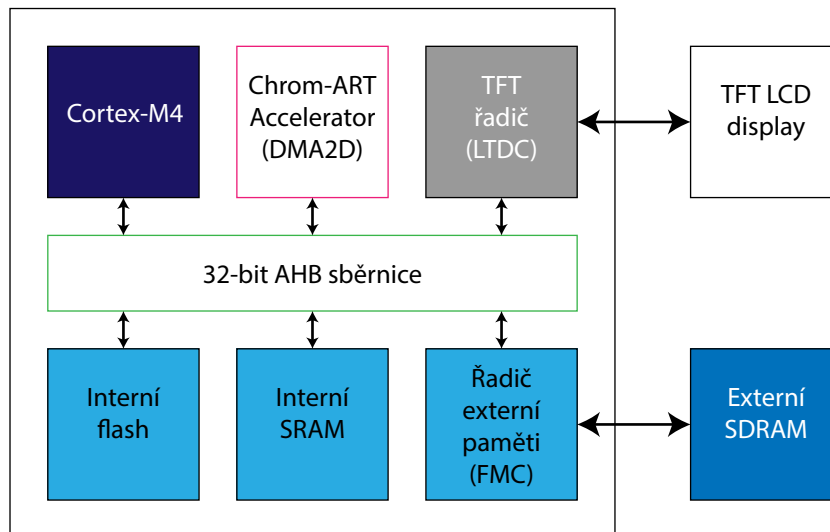 Cortex-M4
Chrom-ART
Accelerator
(DMA2D)
TFT
řadič
(LTDC)
TFT LCD
display
32-bit AHB sběrnice
Interní
flash
Interní
SRAM
Řadič
externí
paměti
(FMC)
Externí
SDRAM